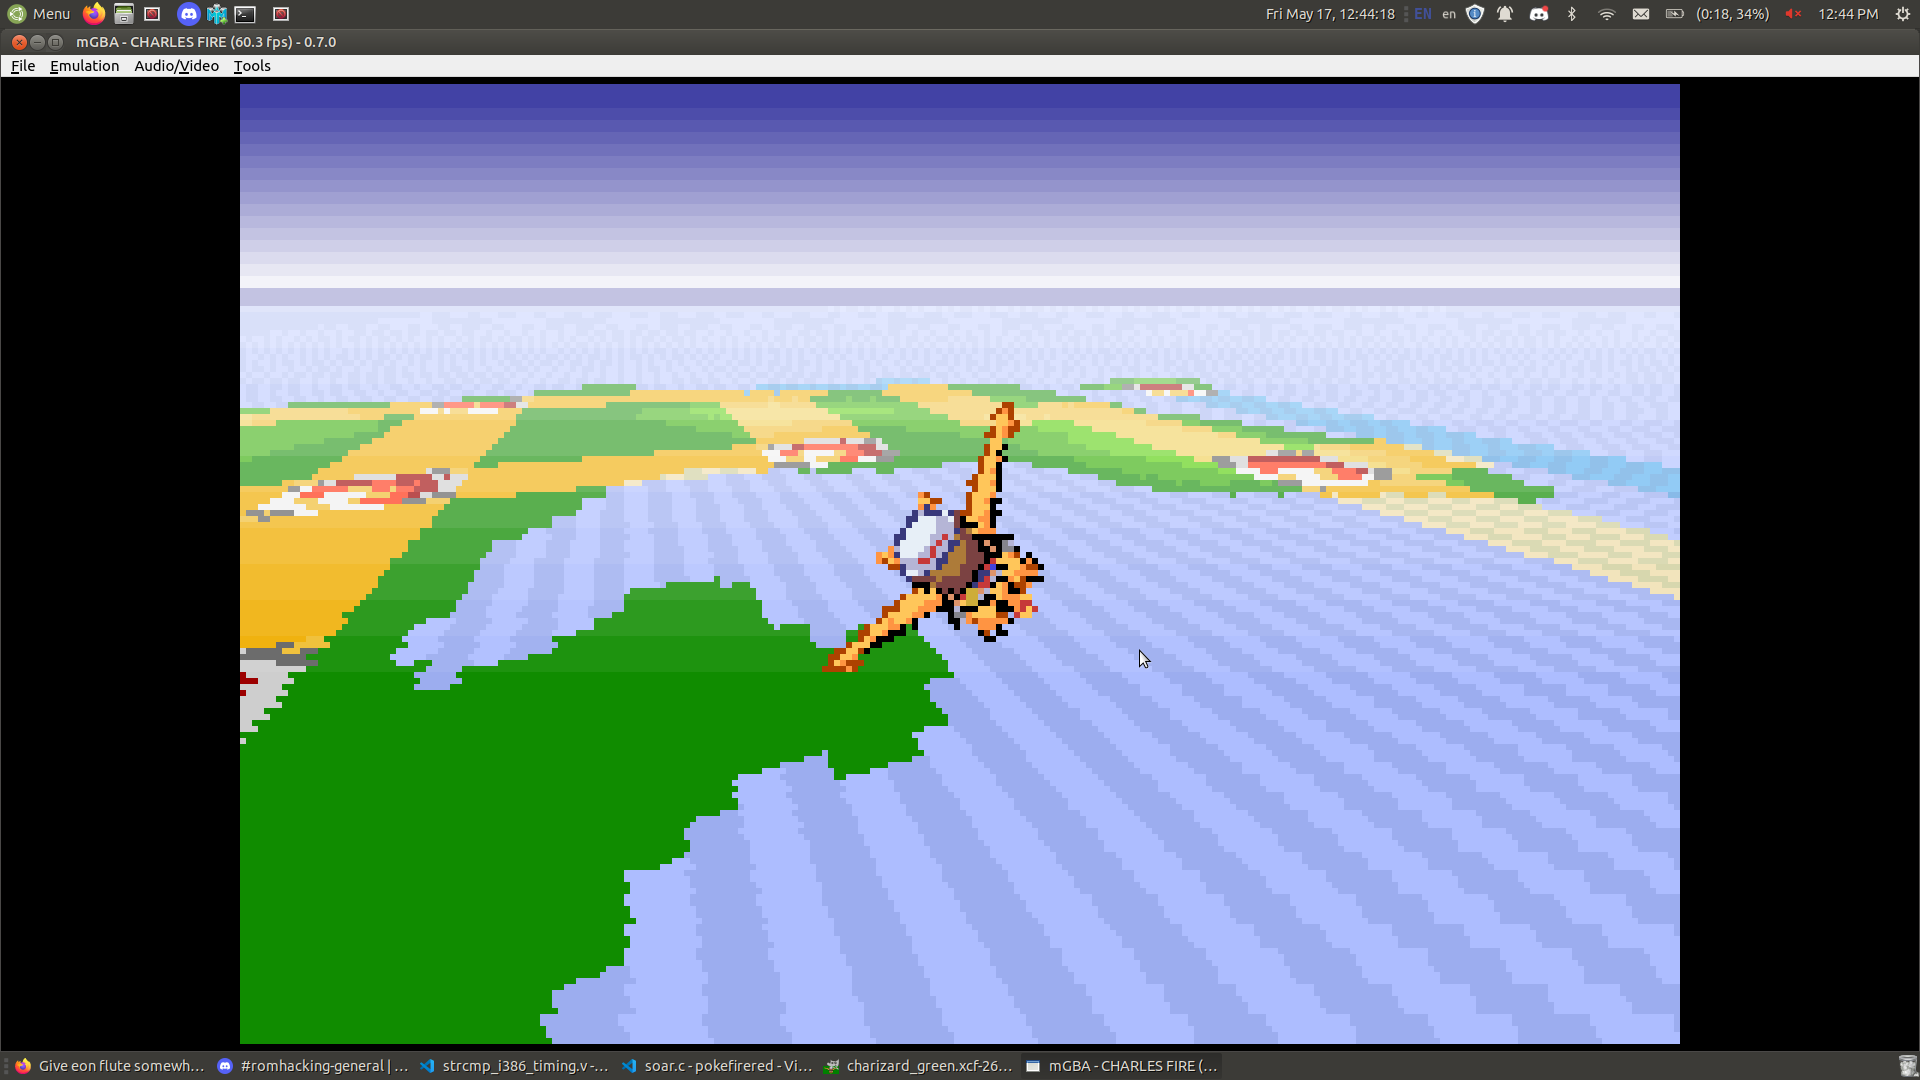 Menu
Fri May 17, 12:44:18
EN
en
(0:18, 34%)
12:44 PM
mGBA - CHARLES FIRE (60.3 fps) - 0.7.0
File Emulation Audio/Video Tools
Give eon flute somewh...
#romhacking-general | ...
strcmp_i386_timing.v -...
soar.c - pokefirered - Vi...
charizard_green.xcf-26...
mGBA - CHARLES FIRE (...